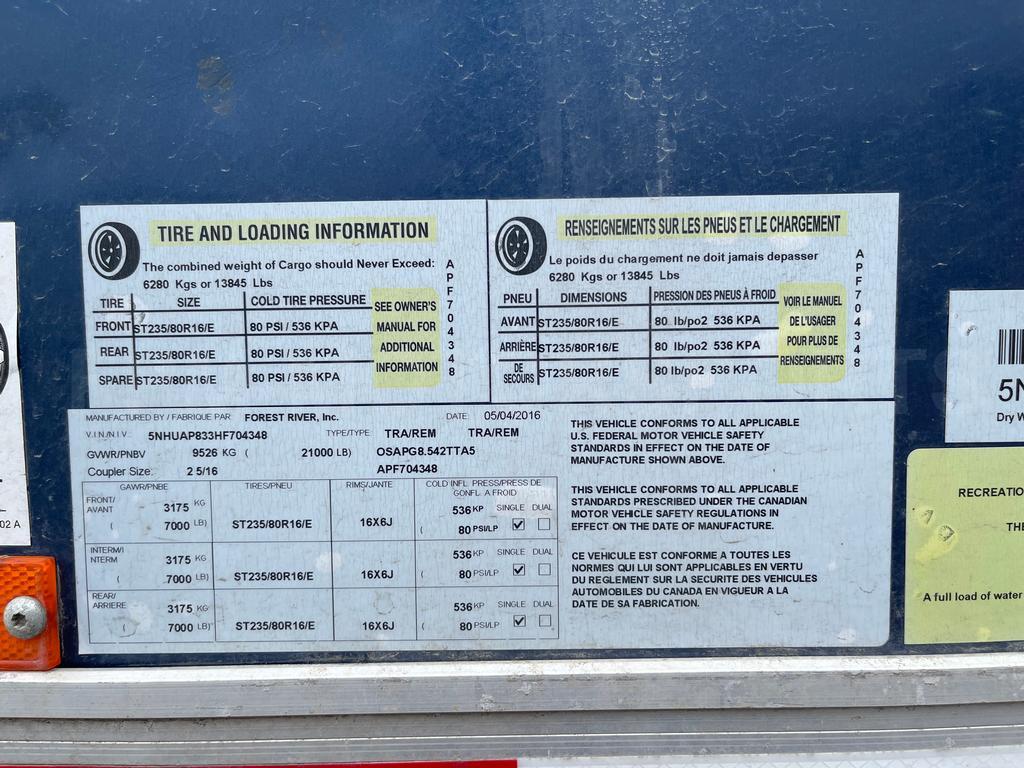 TIRE AND LOADING INFORMATION
The combined weight of Cargo should Never Exceed:
6280 Kgs or 13845 Lbs
TIRE SIZE COLD TIRE PRESSURE
FRONT ST235/80R16/E 80 PSI / 536 KPA
REAR ST235/80R16/E 80 PSI / 536 KPA
SPARE ST235/80R16/E 80 PSI / 536 KPA
SEE OWNER'S
MANUAL FOR
ADDITIONAL
INFORMATION
APF704348
RENSEIGNEMENTS SUR LES PNEUS ET LE CHARGEMENT
Le poids du chargement ne doit jamais depasser
6280 Kgs or 13845 Lbs
PNEU DIMENSIONS PRESSION DES PNEUS À FROID
AVANT ST235/80R16/E 80 lb/po2 536 KPA
ARRIÈRE ST235/80R16/E 80 lb/po2 536 KPA
DE
SECOURS ST235/80R16/E 80 lb/po2 536 KPA
VOIR LE MANUEL
DE L'USAGER
POUR PLUS DE
RENSEIGNEMENTS
APF704348
MANUFACTURED BY / FABRIQUE PAR FOREST RIVER, Inc. DATE 05/04/2016
V.I.N./N.I.V. 5NHUAP833HF704348 TYPE/TYPE TRA/REM TRA/REM
GVWR/PNBV 9526 KG ( 21000 LB) OSAPG8.542TTA5
Coupler Size: 2 5/16 APF704348
GAWR/PNBE TIRES/PNEU RIMS/JANTE COLD INFL PRESS/PRESS DE
GONFL A FROID
FRONT/
AVANT 3175 KG 536 KP SINGLE DUAL
( 7000 LB) ST235/80R16/E 16X6J ( 80 PSI/LP
INTERM/I
NTERM 3175 KG 536 KP SINGLE DUAL
( 7000 LB) ST235/80R16/E 16X6J ( 80 PSI/LP
REAR/
ARRIERE 3175 KG 536 KP SINGLE DUAL
( 7000 LB) ST235/80R16/E 16X6J ( 80 PSI/LP
THIS VEHICLE CONFORMS TO ALL APPLICABLE
U.S. FEDERAL MOTOR VEHICLE SAFETY
STANDARDS IN EFFECT ON THE DATE OF
MANUFACTURE SHOWN ABOVE.
THIS VEHICLE CONFORMS TO ALL APPLICABLE
STANDARDS PRESCRIBED UNDER THE CANADIAN
MOTOR VEHICLE SAFETY REGULATIONS IN
EFFECT ON THE DATE OF MANUFACTURE.
CE VEHICULE EST CONFORME A TOUTES LES
NORMES QUI LUI SONT APPLICABLES EN VERTU
DU REGLEMENT SUR LA SECURITE DES VEHICULES
AUTOMOBILES DU CANADA EN VIGUEUR A LA
DATE DE SA FABRICATION.
02 A
5N
Dry W
RECREATIO
THE
A full load of water